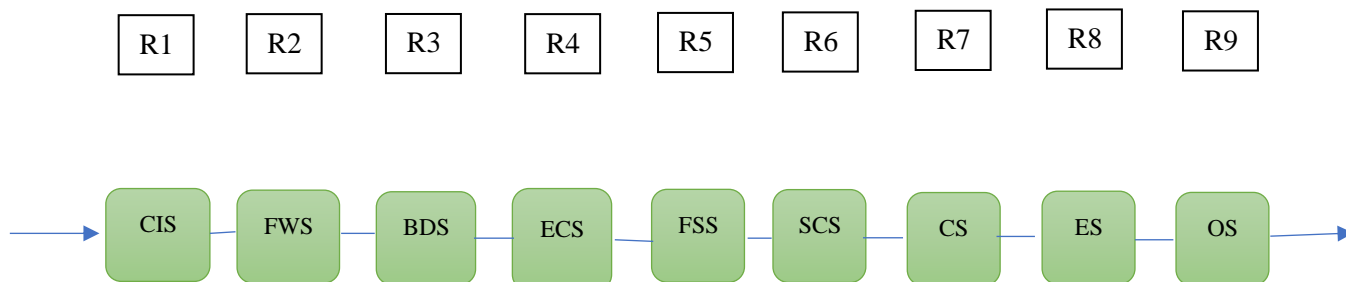 R1 R2 R3 R4 R5 R6 R7 R8 R9
CIS FWS BDS ECS FSS SCS CS ES OS